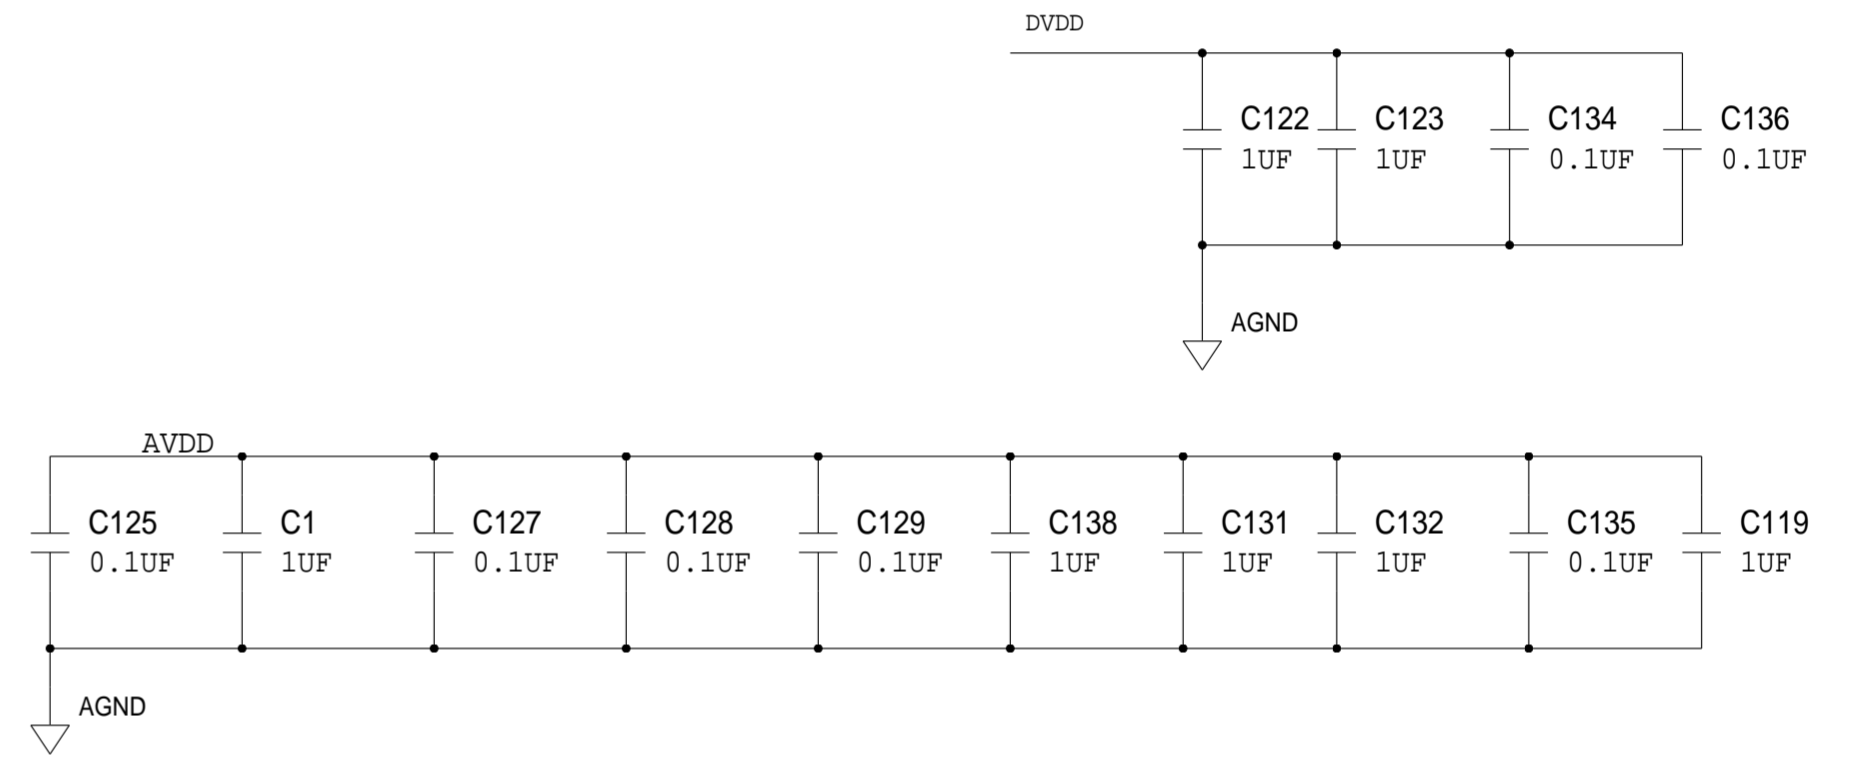 DVDD
C122 C123 C134 C136
1UF 1UF 0.1UF 0.1UF
AGND
AVDD
C125 C1 C127 C128 C129 C138 C131 C132 C135 C119
0.1UF 1UF 0.1UF 0.1UF 0.1UF 1UF 1UF 1UF 0.1UF 1UF
AGND